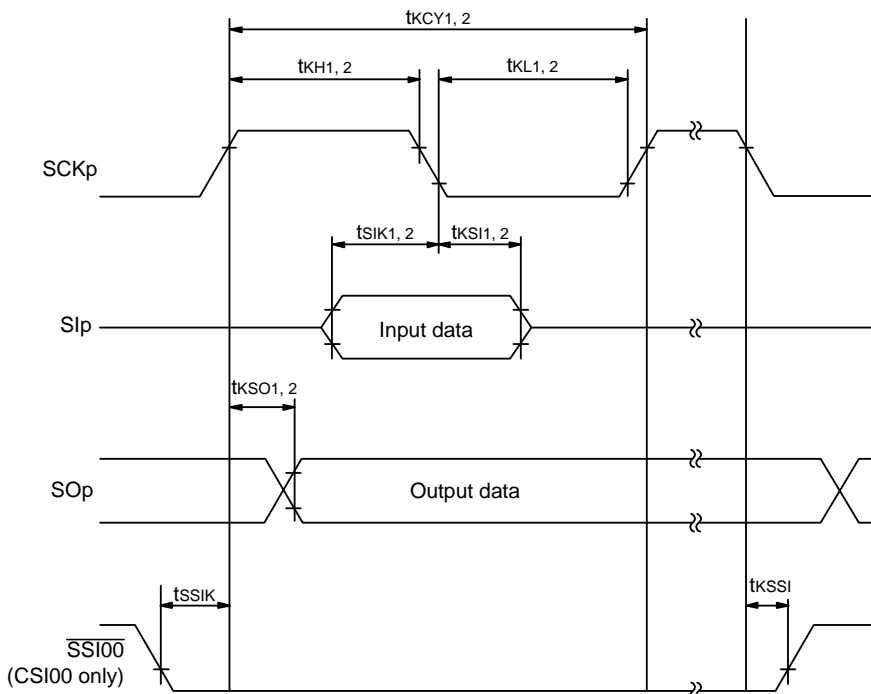 tKCY1, 2
tKH1, 2
tKL1, 2
SCKp
tSIK1, 2
tKSI1, 2
SIp
Input data
tKSO1, 2
SOp
Output data
tSSIK
tKSSI
SSI00
(CSI00 only)